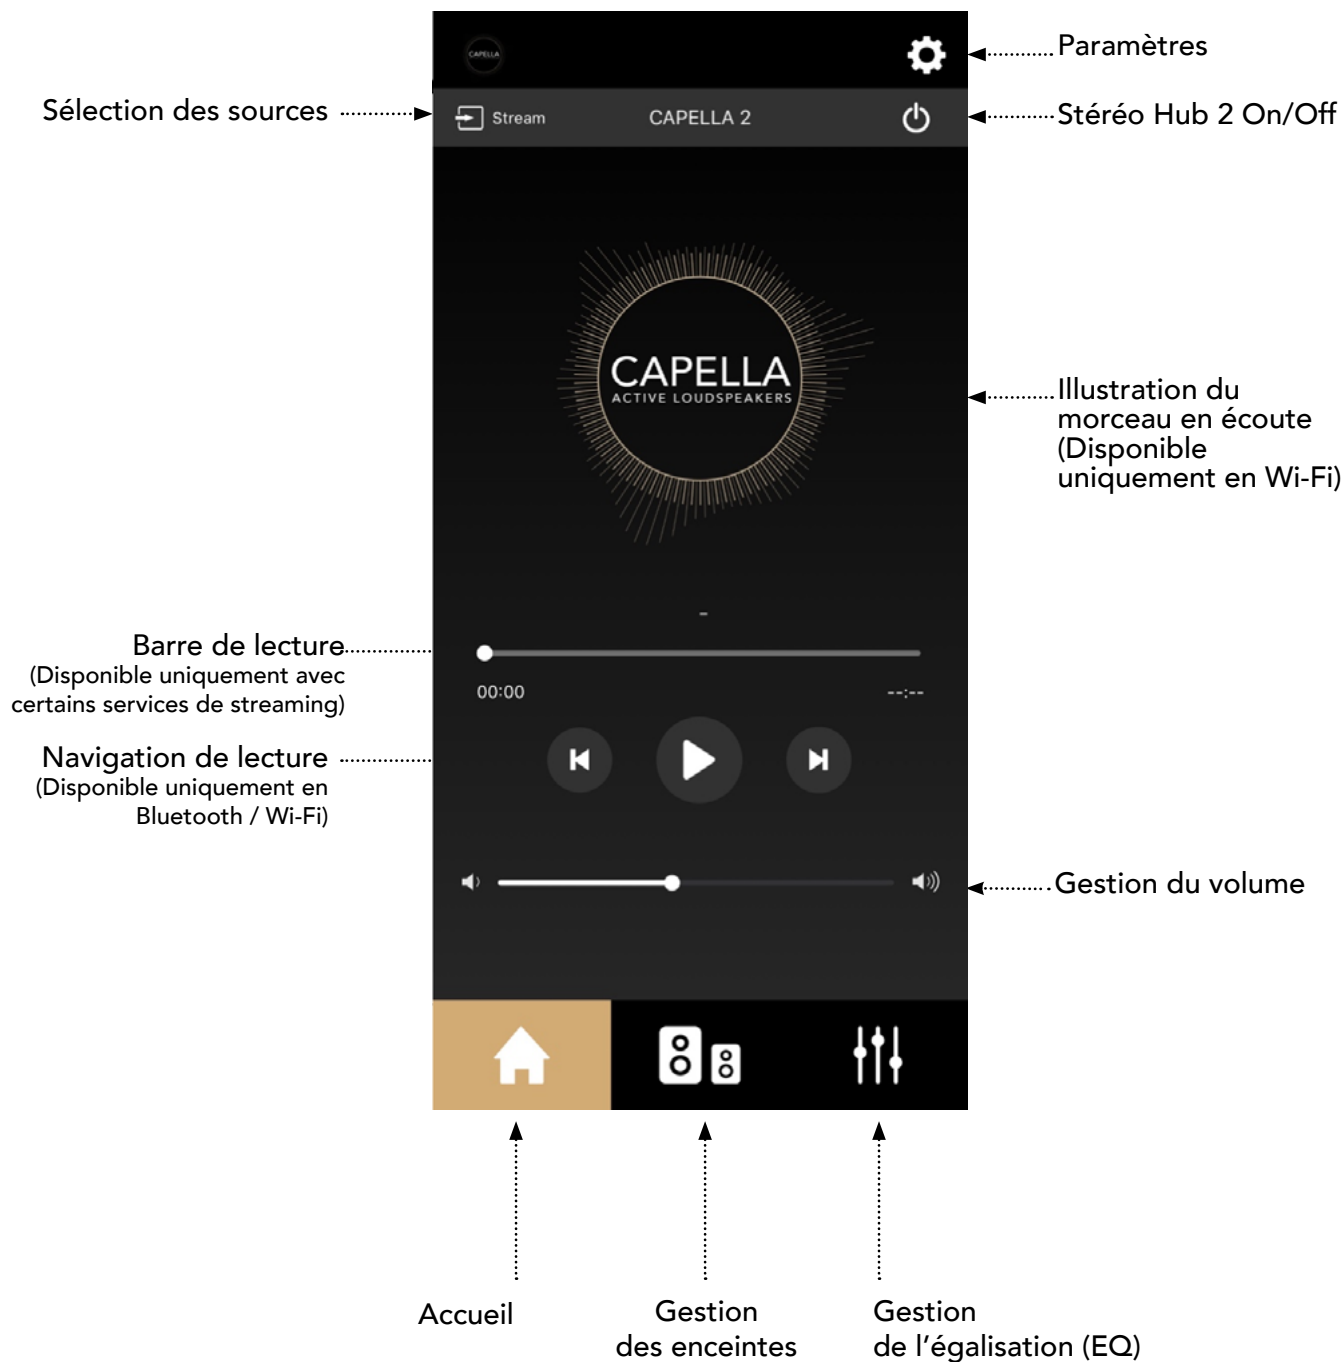 CAPELLA
Paramètres
Sélection des sources
Stream
CAPELLA 2
Stéréo Hub 2 On/Off
CAPELLA
ACTIVE LOUDSPEAKERS
Illustration du
morceau en écoute
(Disponible
uniquement en Wi-Fi)
-
Barre de lecture
(Disponible uniquement avec
certains services de streaming)
00:00
--:--
Navigation de lecture
(Disponible uniquement en
Bluetooth / Wi-Fi)
Gestion du volume
Accueil
Gestion
des enceintes
Gestion
de l'égalisation (EQ)